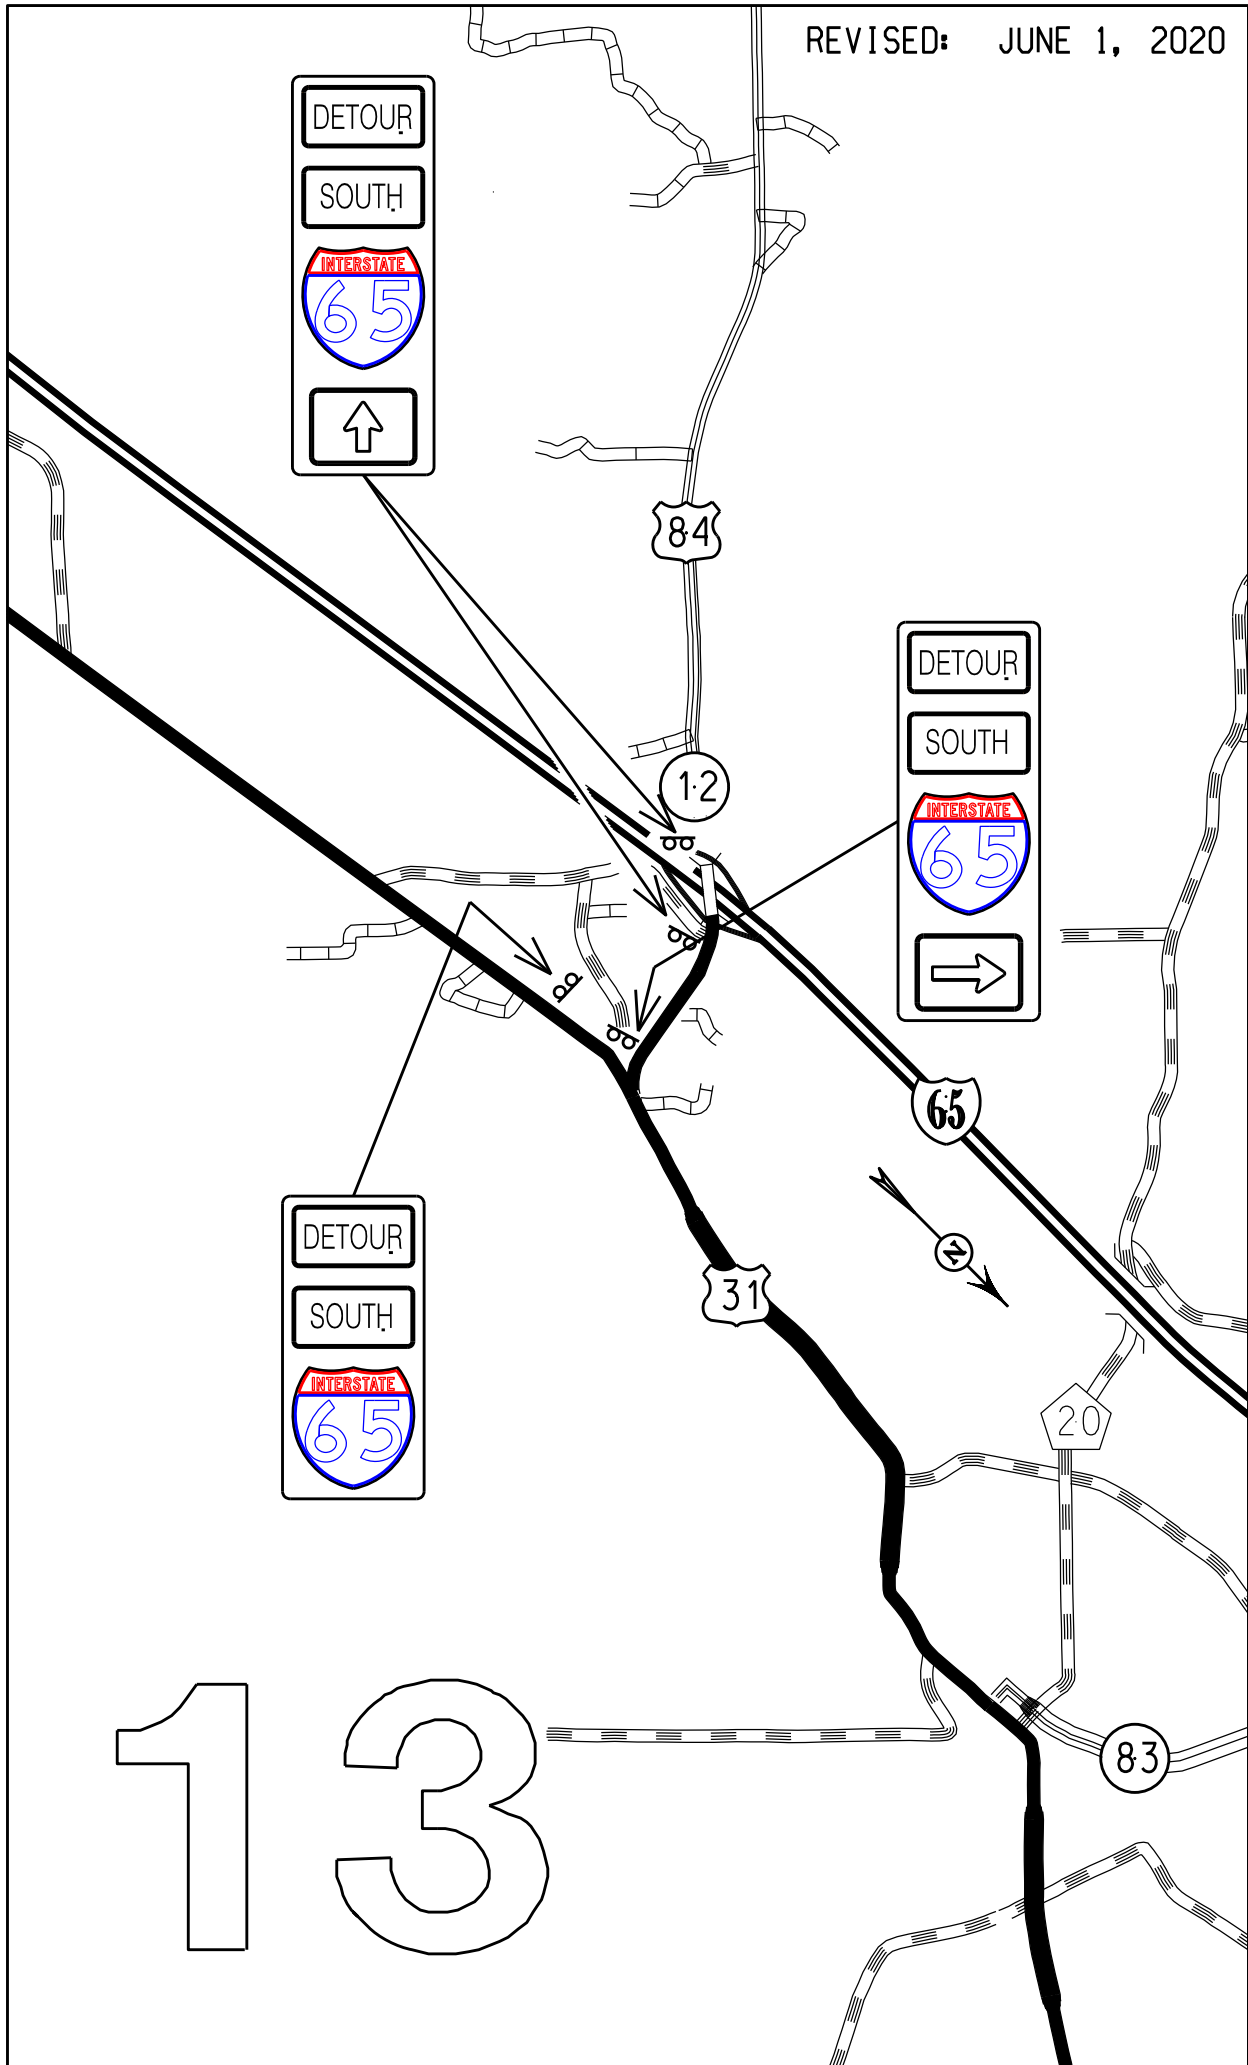 REVISED: JUNE 1, 2020
DETOUR
SOUTH
INTERSTATE
65
84
12
DETOUR
SOUTH
INTERSTATE
65
65
N
DETOUR
SOUTH
INTERSTATE
65
31
20
83
13